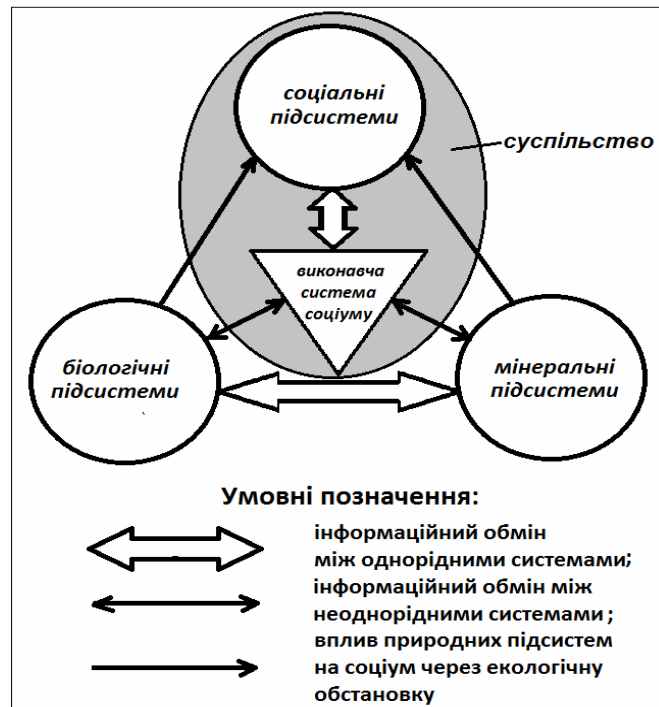 соціальні
підсистеми
суспільство
виконавча
система
соціуму
біологічні
підсистеми
мінеральні
підсистеми
Умовні позначення:
інформаційний обмін
між однорідними системами;
інформаційний обмін між
неоднорідними системами ;
вплив природних підсистем
на соціум через екологічну
обстановку